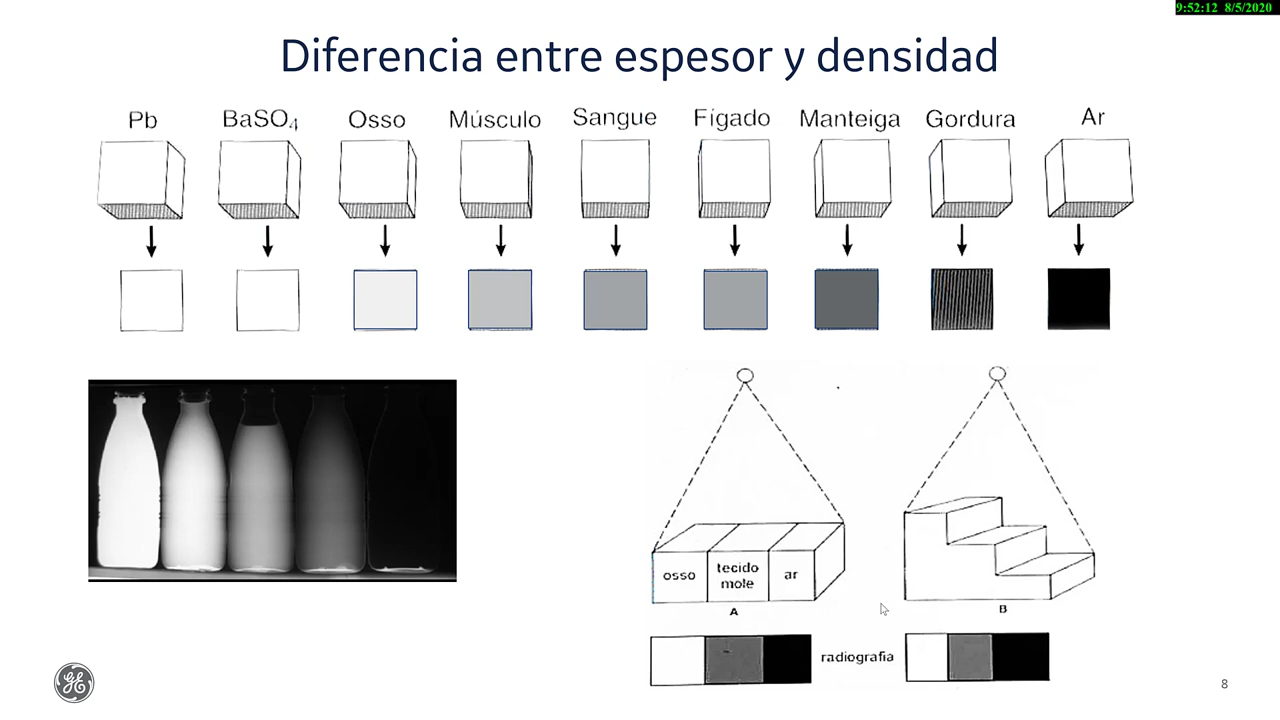 9:52:12 8/5/2020
Diferencia entre espesor y densidad
Pb BaSO₄ Osso Músculo Sangue Fígado Manteiga Gordura Ar
osso tecido mole ar
A
B
radiografia
GE
8